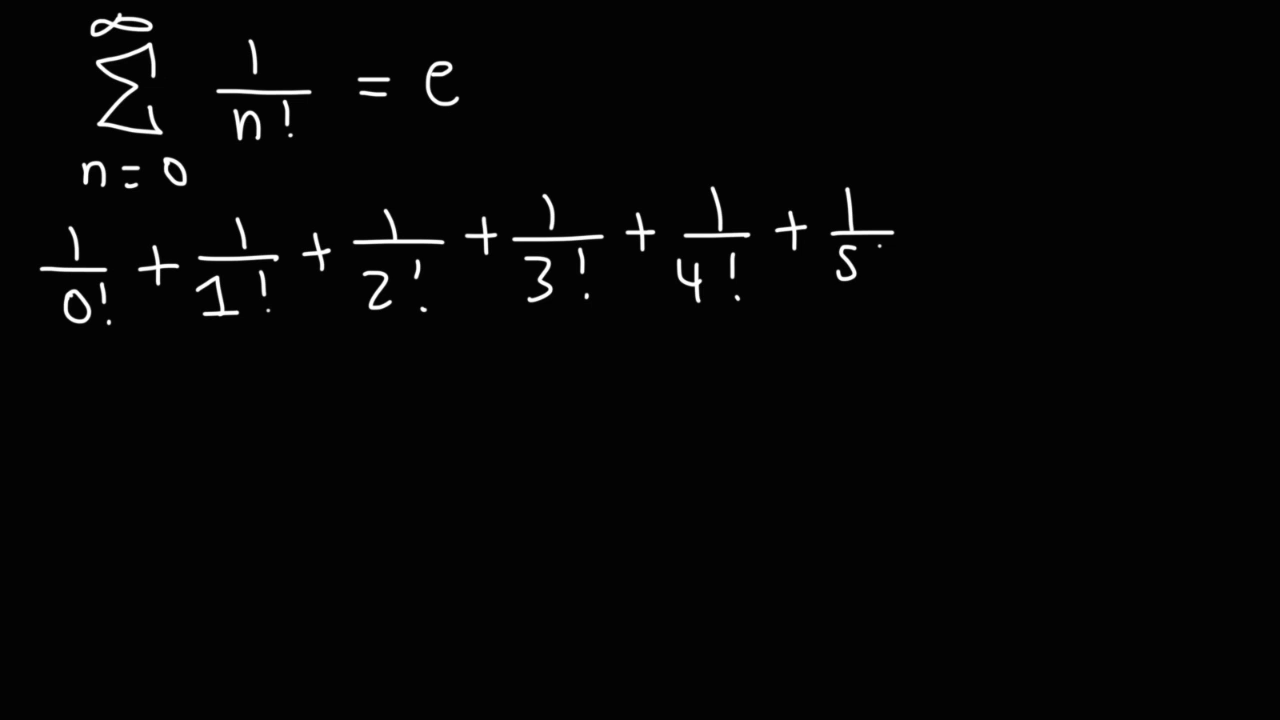 ∞
∑ 1/n! = e
n = 0
1/0! + 1/1! + 1/2! + 1/3! + 1/4! + 1/5